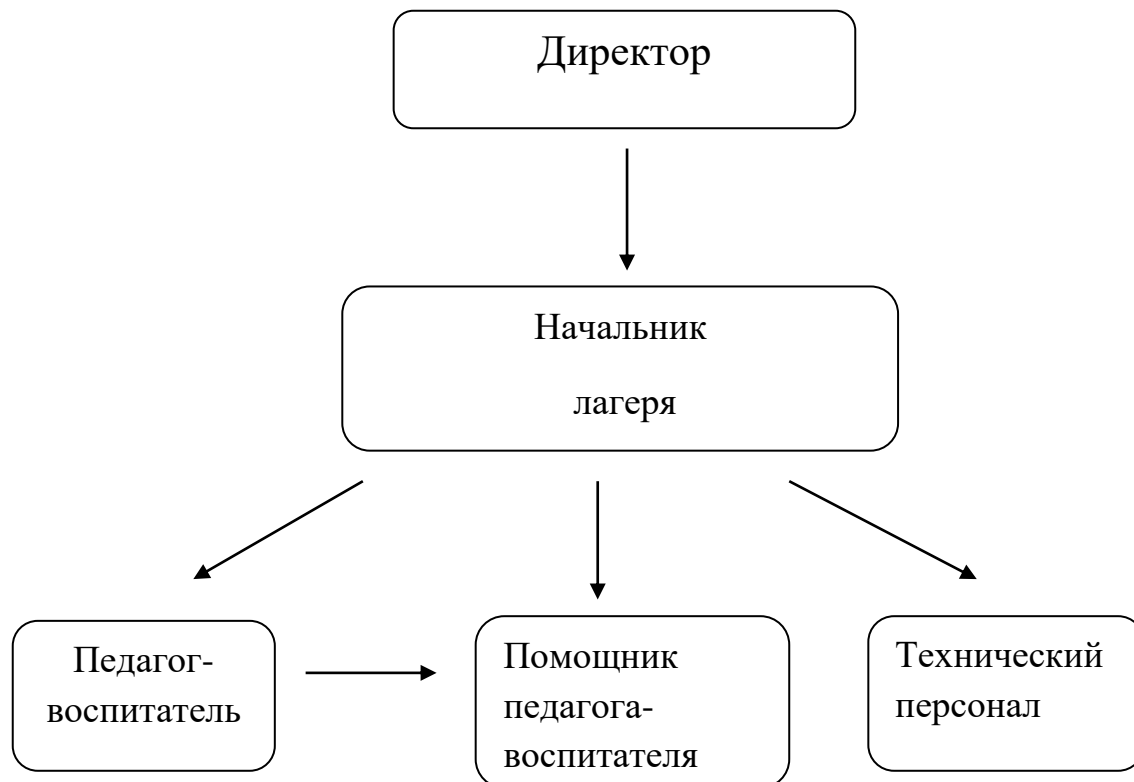 Директор
Начальник
лагеря
Педагог-
воспитатель
Помощник
педагога-
воспитателя
Технический
персонал